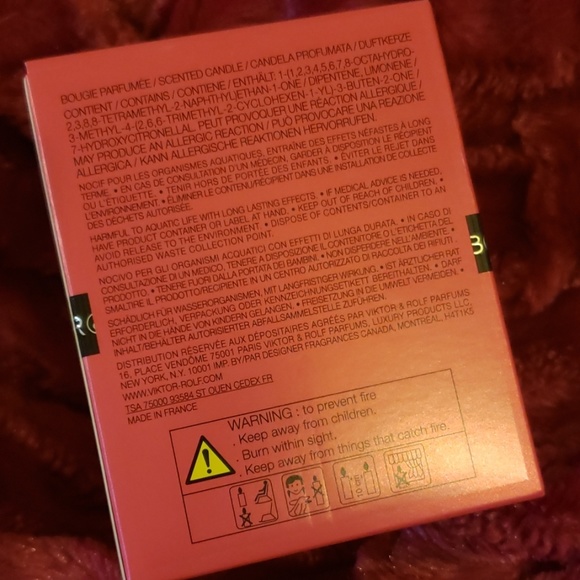 BOUGIE PARFUMÉE / SCENTED CANDLE / CANDELA PROFUMATA / DUFTKERZE
CONTIENT / CONTAINS / CONTIENE / ENTHÄLT: 1-(1,2,3,4,5,6,7,8-OCTAHYDRO-
2,3,8,8-TETRAMETHYL-2-NAPHTHYL)ETHAN-1-ONE / DIPENTENE, LIMONENE /
3-METHYL-4-(2,6,6-TRIMETHYL-2-CYCLOHEXEN-1-YL)-3-BUTEN-2-ONE /
7-HYDROXYCITRONELLAL. PEUT PROVOQUER UNE RÉACTION ALLERGIQUE /
MAY PRODUCE AN ALLERGIC REACTION / PUÒ PROVOCARE UNA REAZIONE
ALLERGICA / KANN ALLERGISCHE REAKTIONEN HERVORRUFEN.
NOCIF POUR LES ORGANISMES AQUATIQUES, ENTRAÎNE DES EFFETS NÉFASTES À LONG
TERME. • EN CAS DE CONSULTATION D'UN MÉDECIN, GARDER À DISPOSITION LE RÉCIPIENT
OU L'ÉTIQUETTE. • TENIR HORS DE PORTÉE DES ENFANTS. • ÉVITER LE REJET DANS
L'ENVIRONNEMENT. • ÉLIMINER LE CONTENU/RÉCIPIENT DANS UNE INSTALLATION DE COLLECTE
DES DÉCHETS AUTORISÉE.
HARMFUL TO AQUATIC LIFE WITH LONG LASTING EFFECTS. • IF MEDICAL ADVICE IS NEEDED,
HAVE PRODUCT CONTAINER OR LABEL AT HAND. • KEEP OUT OF REACH OF CHILDREN. •
AVOID RELEASE TO THE ENVIRONMENT. • DISPOSE OF CONTENTS/CONTAINER TO AN
AUTHORISED WASTE COLLECTION POINT.
NOCIVO PER GLI ORGANISMI ACQUATICI CON EFFETTI DI LUNGA DURATA. • IN CASO DI
CONSULTAZIONE DI UN MEDICO, TENERE A DISPOSIZIONE IL CONTENITORE O L'ETICHETTA DEL
PRODOTTO. • TENERE FUORI DALLA PORTATA DEI BAMBINI. • NON DISPERDERE NELL'AMBIENTE. •
SMALTIRE IL PRODOTTO/RECIPIENTE IN UN CENTRO AUTORIZZATO DI RACCOLTA DEI RIFIUTI.
SCHÄDLICH FÜR WASSERORGANISMEN, MIT LANGFRISTIGER WIRKUNG. • IST ÄRZTLICHER RAT
ERFORDERLICH, VERPACKUNG ODER KENNZEICHNUNGSETIKETT BEREITHALTEN. • DARF
NICHT IN DIE HÄNDE VON KINDERN GELANGEN. • FREISETZUNG IN DIE UMWELT VERMEIDEN. •
INHALT/BEHÄLTER AUTORISIERTER ABFALLSAMMELSTELLE ZUFÜHREN.
DISTRIBUTION RÉSERVÉE AUX DÉPOSITAIRES AGRÉÉS PAR VIKTOR & ROLF PARFUMS
16, PLACE VENDÔME 75001 PARIS VIKTOR & ROLF PARFUMS, LUXURY PRODUCTS LLC,
NEW YORK, N.Y. 10001 IMP. BY/PAR DESIGNER FRAGRANCES CANADA, MONTRÉAL, H4T1K5
WWW.VIKTOR-ROLF.COM
TSA 75000 93584 ST OUEN CEDEX FR
MADE IN FRANCE
WARNING : to prevent fire
. Keep away from children.
. Burn within sight.
. Keep away from things that catch fire.